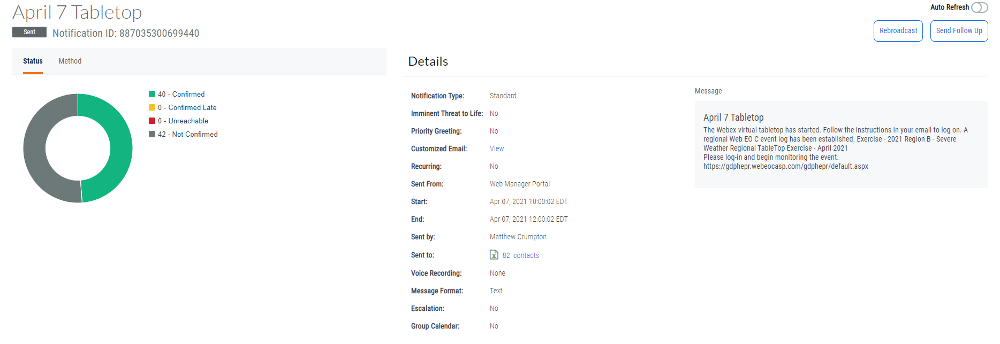 April 7 Tabletop
Auto Refresh
Sent Notification ID: 887035300699440
Rebroadcast Send Follow Up
Status Method
40 - Confirmed
0 - Confirmed Late
0 - Unreachable
42 - Not Confirmed
Details
Notification Type: Standard
Imminent Threat to Life: No
Priority Greeting: No
Customized Email: View
Recurring: No
Sent From: Web Manager Portal
Start: Apr 07, 2021 10:00:02 EDT
End: Apr 07, 2021 12:00:02 EDT
Sent by: Matthew Crumpton
Sent to: 82 contacts
Voice Recording: None
Message Format: Text
Escalation: No
Group Calendar: No
Message
April 7 Tabletop
The Webex virtual tabletop has started. Follow the instructions in your email to log on. A
regional Web EO C event log has been established. Exercise - 2021 Region B - Severe
Weather Regional TableTop Exercise - April 2021
Please log-in and begin monitoring the event.
https://gdphepr.webeocasp.com/gdphepr/default.aspx